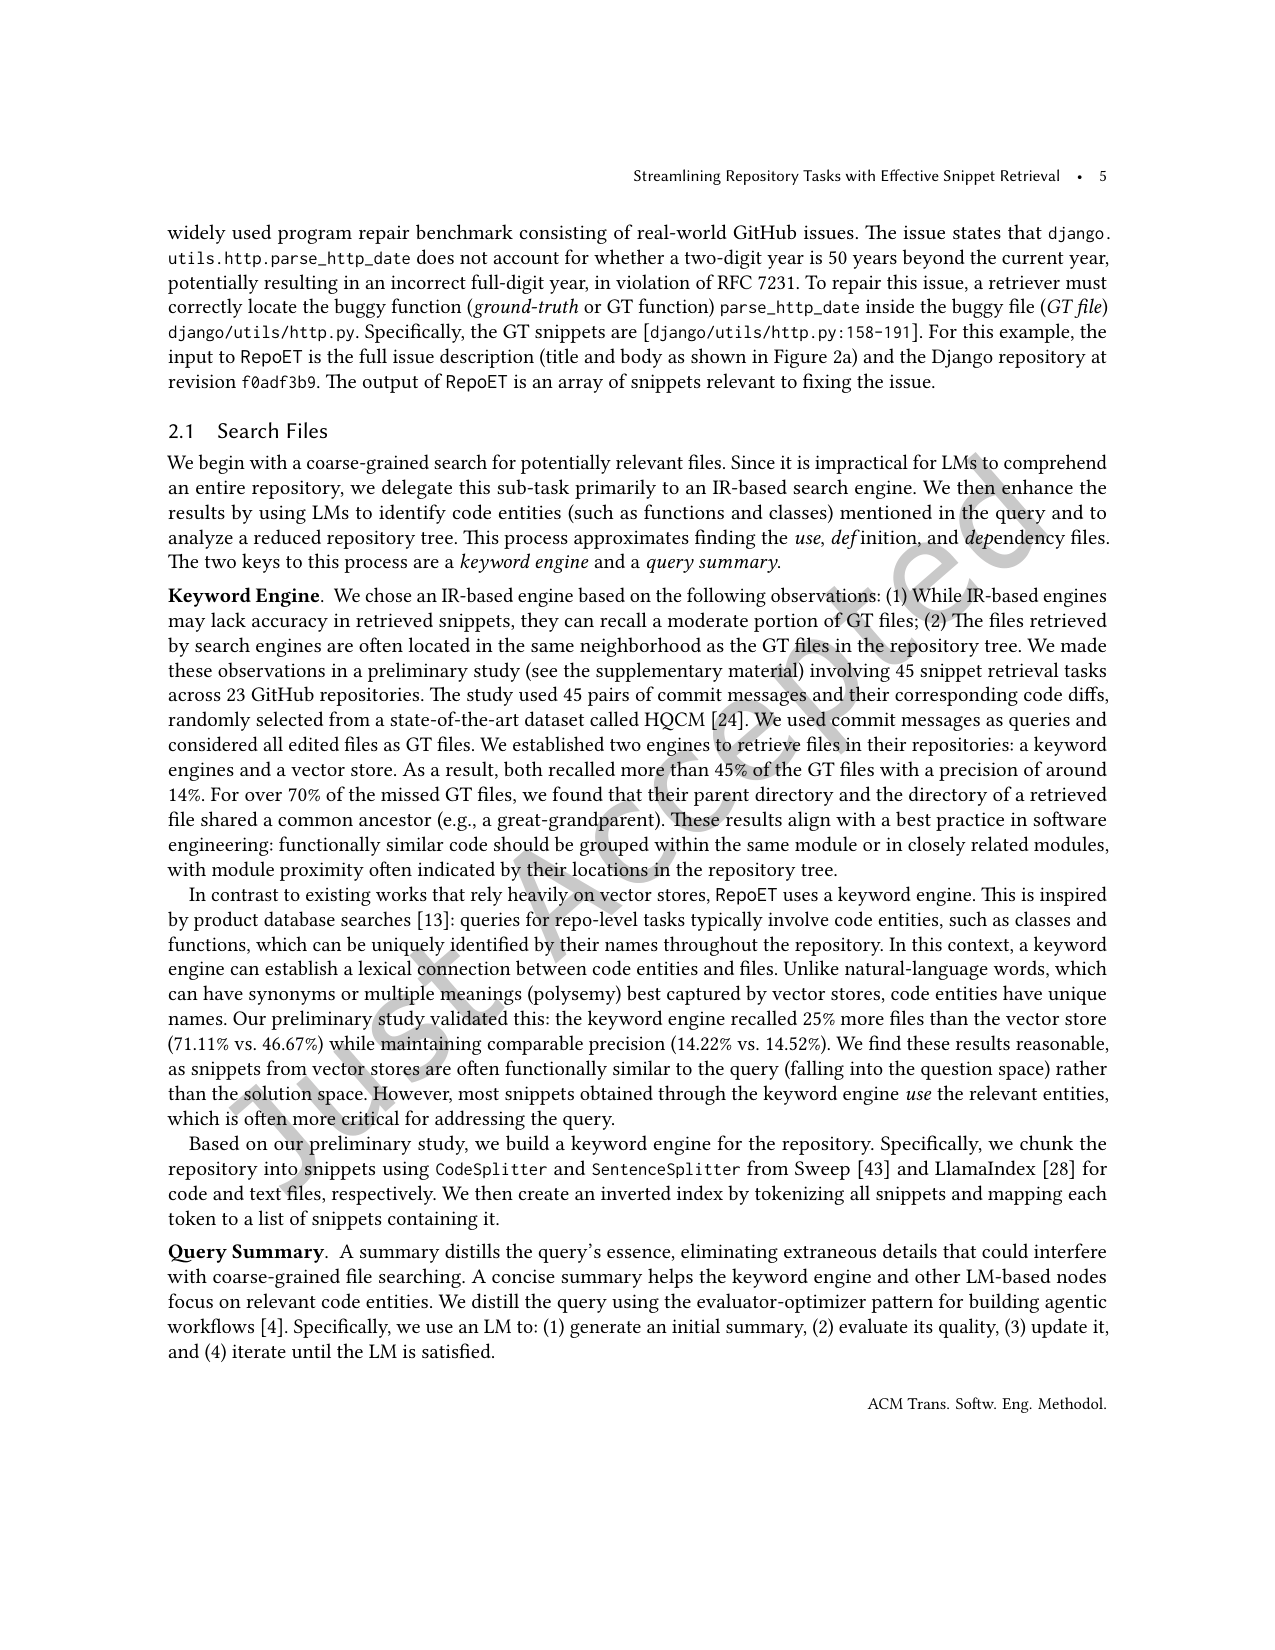 Streamlining Repository Tasks with Effective Snippet Retrieval • 5
widely used program repair benchmark consisting of real-world GitHub issues. The issue states that django.
utils.http.parse_http_date does not account for whether a two-digit year is 50 years beyond the current year,
potentially resulting in an incorrect full-digit year, in violation of RFC 7231. To repair this issue, a retriever must
correctly locate the buggy function (ground-truth or GT function) parse_http_date inside the buggy file (GT file)
django/utils/http.py. Specifically, the GT snippets are [django/utils/http.py:158-191]. For this example, the
input to RepoET is the full issue description (title and body as shown in Figure 2a) and the Django repository at
revision f0adf3b9. The output of RepoET is an array of snippets relevant to fixing the issue.
2.1 Search Files
We begin with a coarse-grained search for potentially relevant files. Since it is impractical for LMs to comprehend
an entire repository, we delegate this sub-task primarily to an IR-based search engine. We then enhance the
results by using LMs to identify code entities (such as functions and classes) mentioned in the query and to
analyze a reduced repository tree. This process approximates finding the use, definition, and dependency files.
The two keys to this process are a keyword engine and a query summary.
Keyword Engine. We chose an IR-based engine based on the following observations: (1) While IR-based engines
may lack accuracy in retrieved snippets, they can recall a moderate portion of GT files; (2) The files retrieved
by search engines are often located in the same neighborhood as the GT files in the repository tree. We made
these observations in a preliminary study (see the supplementary material) involving 45 snippet retrieval tasks
across 23 GitHub repositories. The study used 45 pairs of commit messages and their corresponding code diffs,
randomly selected from a state-of-the-art dataset called HQCM [24]. We used commit messages as queries and
considered all edited files as GT files. We established two engines to retrieve files in their repositories: a keyword
engines and a vector store. As a result, both recalled more than 45% of the GT files with a precision of around
14%. For over 70% of the missed GT files, we found that their parent directory and the directory of a retrieved
file shared a common ancestor (e.g., a great-grandparent). These results align with a best practice in software
engineering: functionally similar code should be grouped within the same module or in closely related modules,
with module proximity often indicated by their locations in the repository tree.
In contrast to existing works that rely heavily on vector stores, RepoET uses a keyword engine. This is inspired
by product database searches [13]: queries for repo-level tasks typically involve code entities, such as classes and
functions, which can be uniquely identified by their names throughout the repository. In this context, a keyword
engine can establish a lexical connection between code entities and files. Unlike natural-language words, which
can have synonyms or multiple meanings (polysemy) best captured by vector stores, code entities have unique
names. Our preliminary study validated this: the keyword engine recalled 25% more files than the vector store
(71.11% vs. 46.67%) while maintaining comparable precision (14.22% vs. 14.52%). We find these results reasonable,
as snippets from vector stores are often functionally similar to the query (falling into the question space) rather
than the solution space. However, most snippets obtained through the keyword engine use the relevant entities,
which is often more critical for addressing the query.
Based on our preliminary study, we build a keyword engine for the repository. Specifically, we chunk the
repository into snippets using CodeSplitter and SentenceSplitter from Sweep [43] and LlamaIndex [28] for
code and text files, respectively. We then create an inverted index by tokenizing all snippets and mapping each
token to a list of snippets containing it.
Query Summary. A summary distills the query's essence, eliminating extraneous details that could interfere
with coarse-grained file searching. A concise summary helps the keyword engine and other LM-based nodes
focus on relevant code entities. We distill the query using the evaluator-optimizer pattern for building agentic
workflows [4]. Specifically, we use an LM to: (1) generate an initial summary, (2) evaluate its quality, (3) update it,
and (4) iterate until the LM is satisfied.
ACM Trans. Softw. Eng. Methodol.
Just Accepted